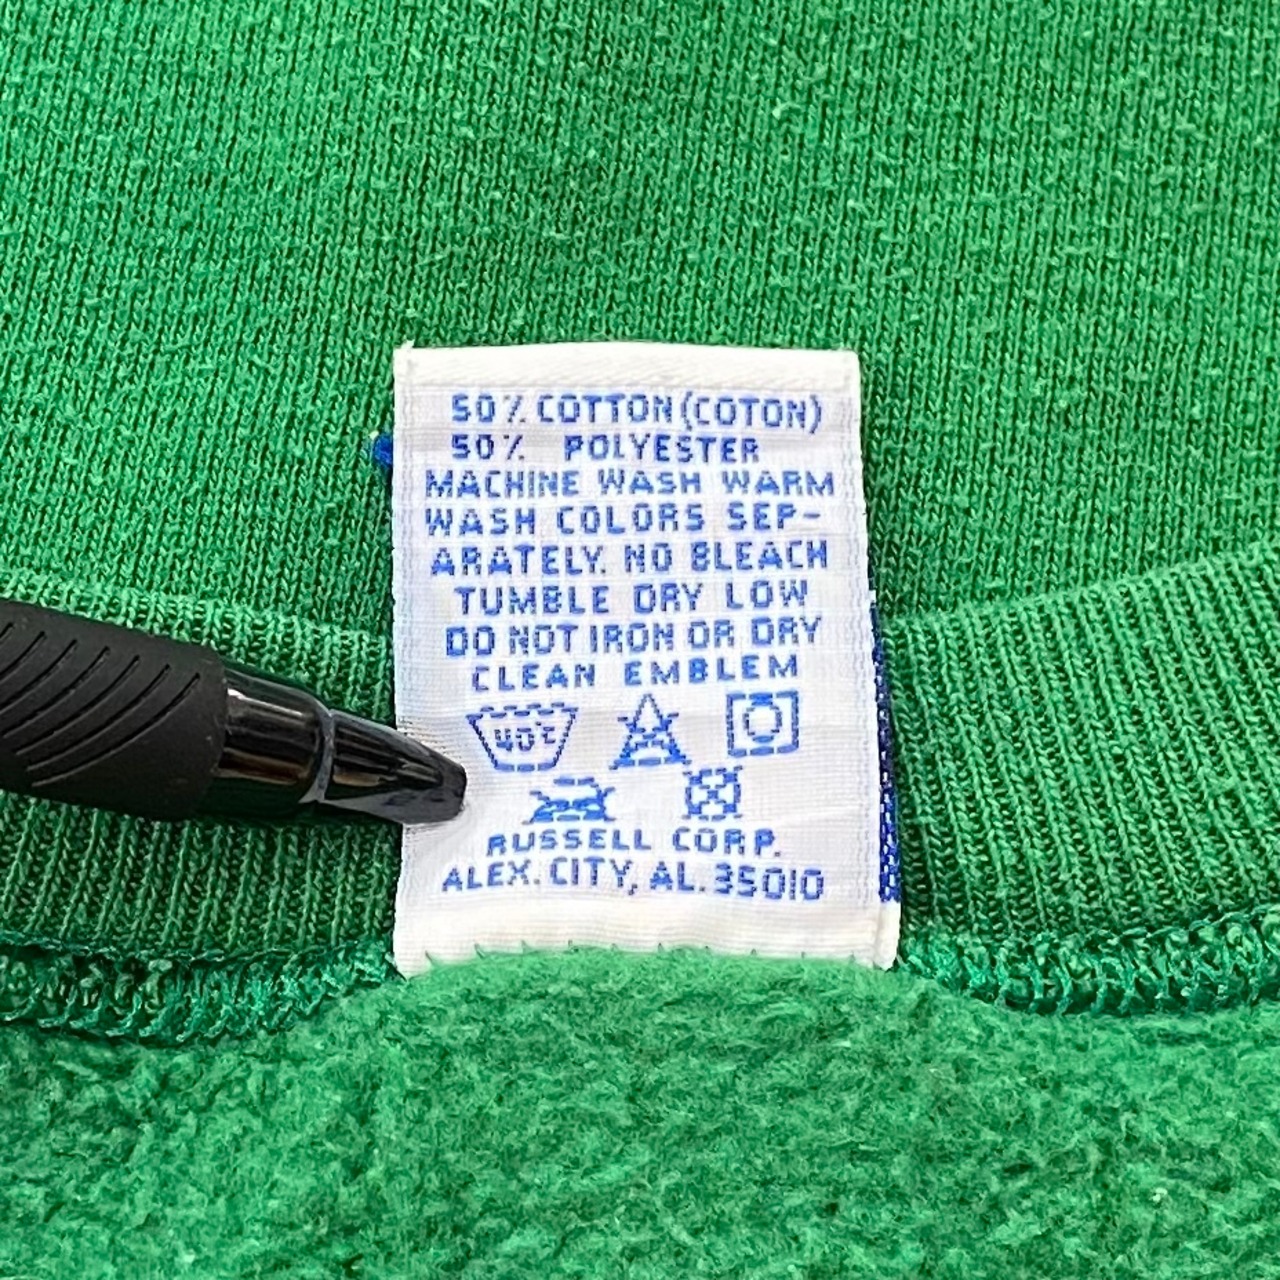 50% COTTON (COTON)
50% POLYESTER
MACHINE WASH WARM
WASH COLORS SEP-
ARATELY. NO BLEACH
TUMBLE DRY LOW
DO NOT IRON OR DRY
CLEAN EMBLEM
40°C
RUSSELL CORP.
ALEX. CITY, AL. 35010